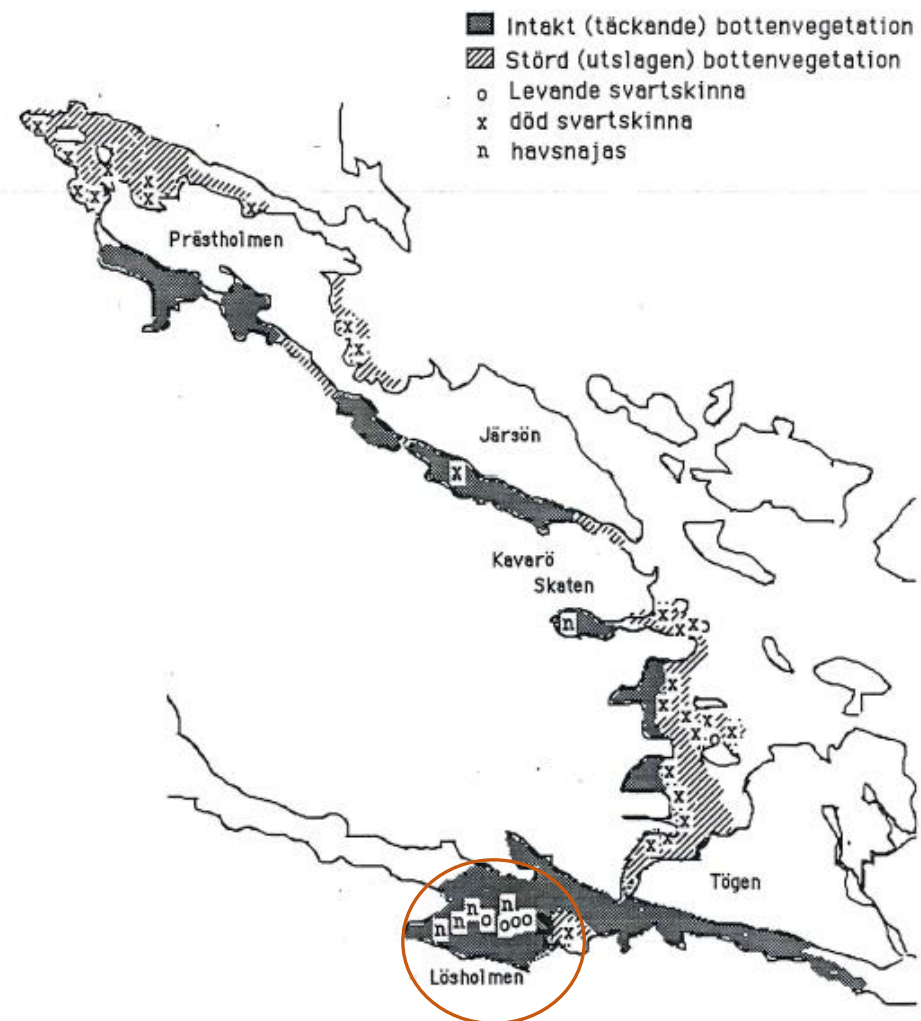 Intakt (täckande) bottenvegetation
Störd (utslagen) bottenvegetation
o Levande svartskinna
x död svartskinna
n havsnajas
x
x
x
x
x
x x
x
Prästholmen
x
x
Järsön
x
Kavarö
Skaten
n
x
x x
x
x
x x
x x
o
x
x
x
x x
Tögen
n
n
n
n
o
o o o
x
Lösholmen